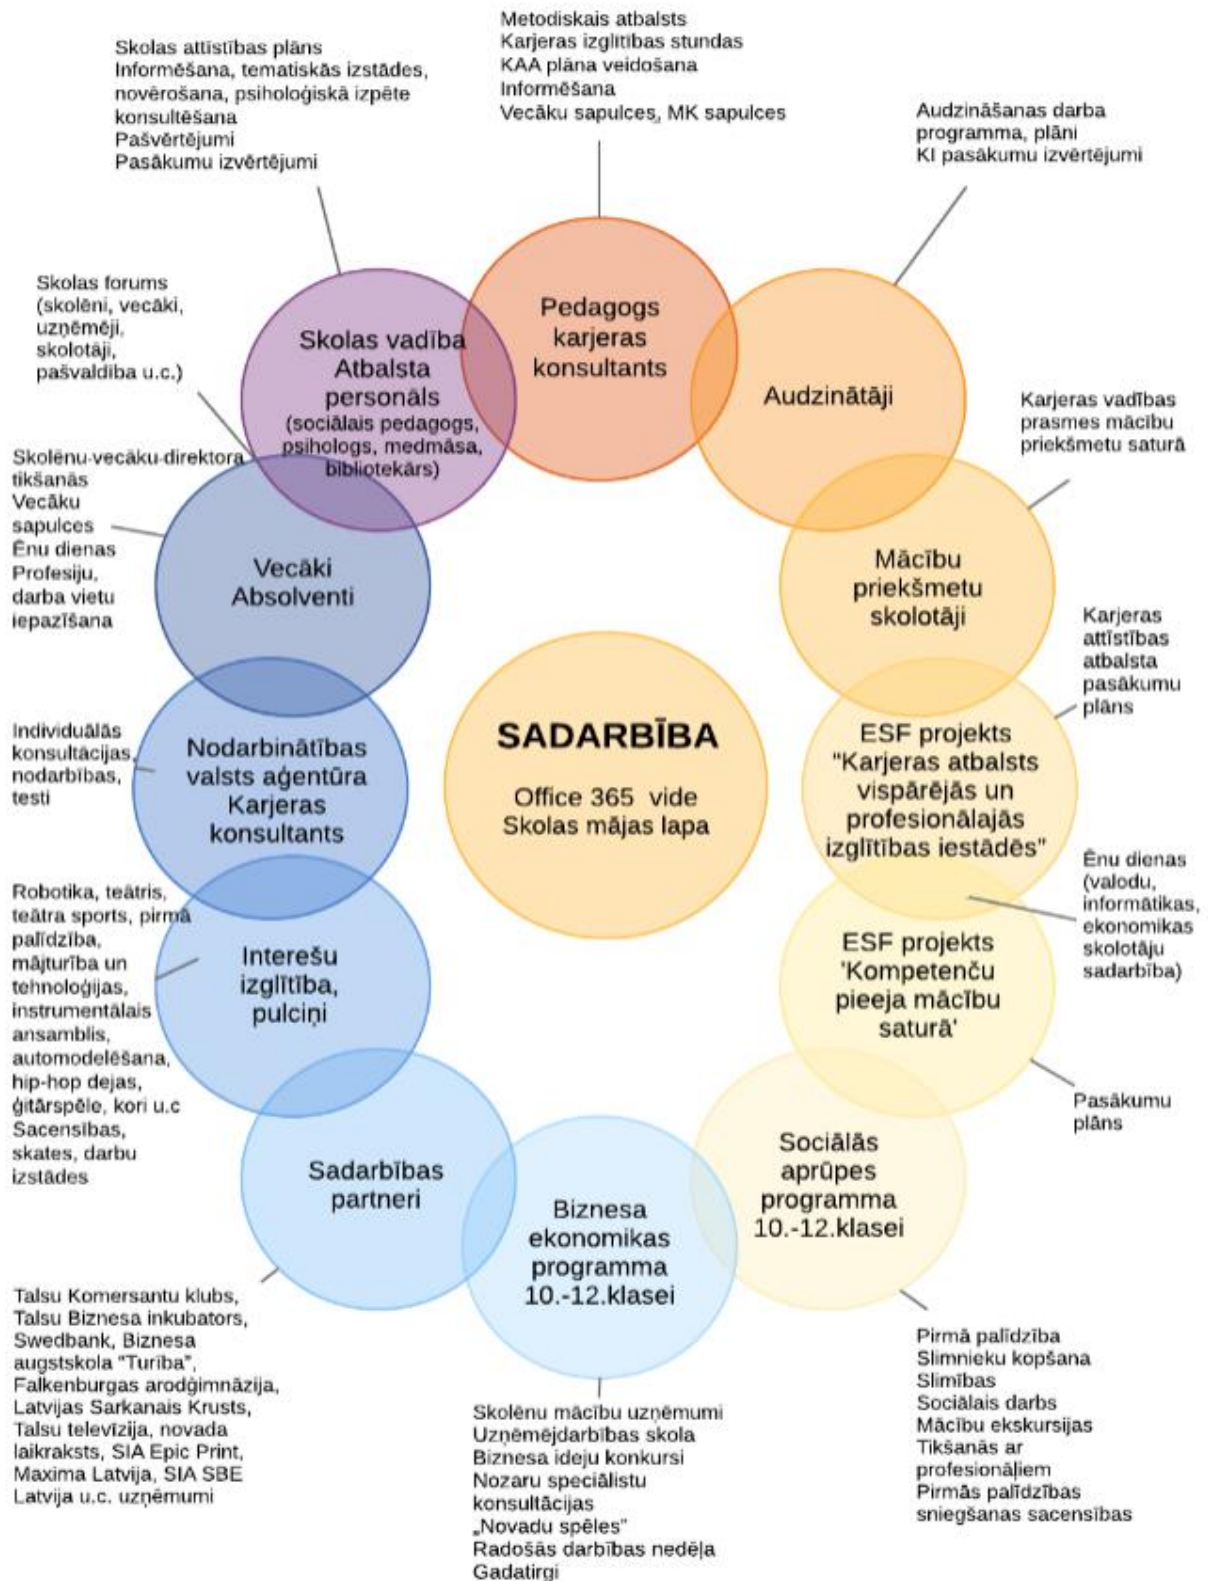 Metodiskais atbalsts
Karjeras izglītības stundas
KAA plāna veidošana
Informēšana
Vecāku sapulces, MK sapulces
Skolas attīstības plāns
Informēšana, tematiskās izstādes,
novērošana, psiholoģiskā izpēte
konsultēšana
Pašvērtējumi
Pasākumu izvērtējumi
Audzināšanas darba
programma, plāni
KI pasākumu izvērtējumi
Skolas forums
(skolēni, vecāki,
uzņēmēji,
skolotāji,
pašvaldība u.c.)
Skolas vadība
Atbalsta
personāls
(sociālais pedagogs,
psihologs, medmāsa,
bibliotekārs)
Pedagogs
karjeras
konsultants
Audzinātāji
Karjeras vadības
prasmes mācību
priekšmetu saturā
Skolēnu-vecāku-direktora
tikšanās
Vecāku
sapulces
Ēnu dienas
Profesiju,
darba vietu
iepazīšana
Vecāki
Absolventi
Mācību
priekšmetu
skolotāji
Karjeras
attīstības
atbalsta
pasākumu
plāns
Individuālās
konsultācijas,
nodarbības,
testi
Nodarbinātības
valsts aģentūra
Karjeras
konsultants
SADARBĪBA
Office 365 vide
Skolas mājas lapa
ESF projekts
"Karjeras atbalsts
vispārējās un
profesionālajās
izglītības iestādēs"
Ēnu dienas
(valodu,
informātikas,
ekonomikas
skolotāju
sadarbība)
Robotika, teātris,
teātra sports, pirmā
palīdzība,
mājturība un
tehnoloģijas,
instrumentālais
ansamblis,
automodelēšana,
hip-hop dejas,
ģitārspēle, kori u.c
Sacensības,
skates, darbu
izstādes
Interešu
izglītība,
pulciņi
ESF projekts
'Kompetenču
pieeja mācību
saturā'
Pasākumu
plāns
Sadarbības
partneri
Biznesa
ekonomikas
programma
10.-12.klasei
Sociālās
aprūpes
programma
10.-12.klasei
Talsu Komersantu klubs,
Talsu Biznesa inkubators,
Swedbank, Biznesa
augstskola "Turība",
Falkenburgas arodģimnāzija,
Latvijas Sarkanais Krusts,
Talsu televīzija, novada
laikraksts, SIA Epic Print,
Maxima Latvija, SIA SBE
Latvija u.c. uzņēmumi
Skolēnu mācību uzņēmumi
Uzņēmējdarbības skola
Biznesa ideju konkursi
Nozaru speciālistu
konsultācijas
„Novadu spēles"
Radošās darbības nedēļa
Gadatirgi
Pirmā palīdzība
Slimnieku kopšana
Slimības
Sociālais darbs
Mācību ekskursijas
Tikšanās ar
profesionāļiem
Pirmās palīdzības
sniegšanas sacensības